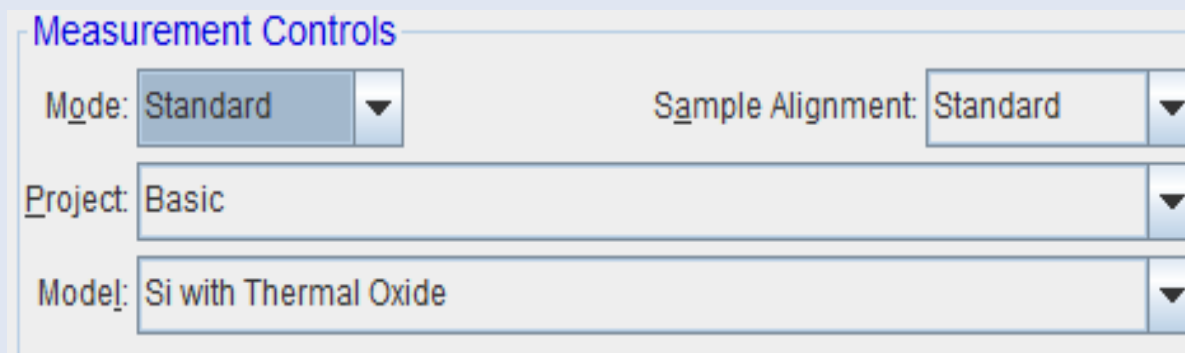 Measurement Controls
Mode: Standard Sample Alignment: Standard
Project: Basic
Model: Si with Thermal Oxide